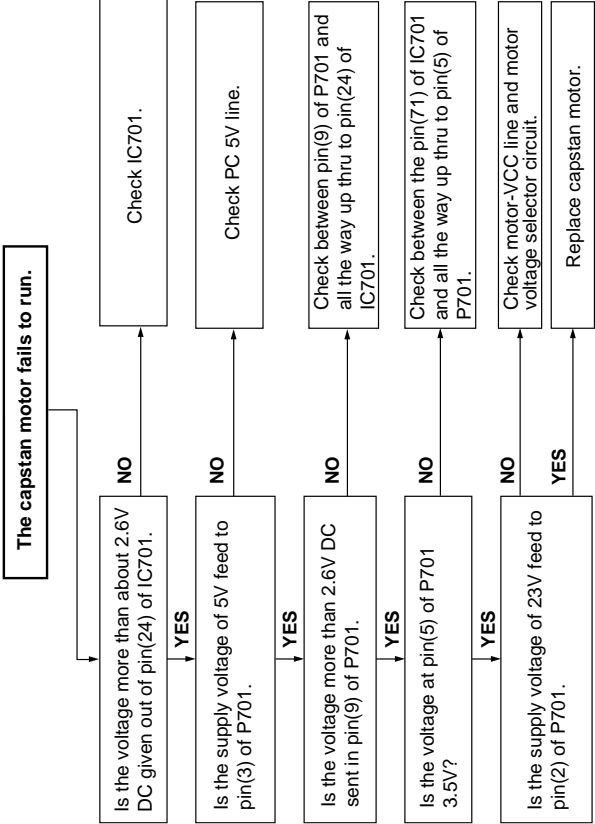 The capstan motor fails to run.
Is the voltage more than about 2.6V
DC given out of pin(24) of IC701.
NO
Check IC701.
YES
Is the supply voltage of 5V feed to
pin(3) of P701.
NO
Check PC 5V line.
YES
Is the voltage more than 2.6V DC
sent in pin(9) of P701.
NO
Check between pin(9) of P701 and
all the way up thru to pin(24) of
IC701.
YES
Is the voltage at pin(5) of P701
3.5V?
NO
Check between the pin(71) of IC701
and all the way up thru to pin(5) of
P701.
YES
Is the supply voltage of 23V feed to
pin(2) of P701.
NO
Check motor-VCC line and motor
voltage selector circuit.
YES
Replace capstan motor.